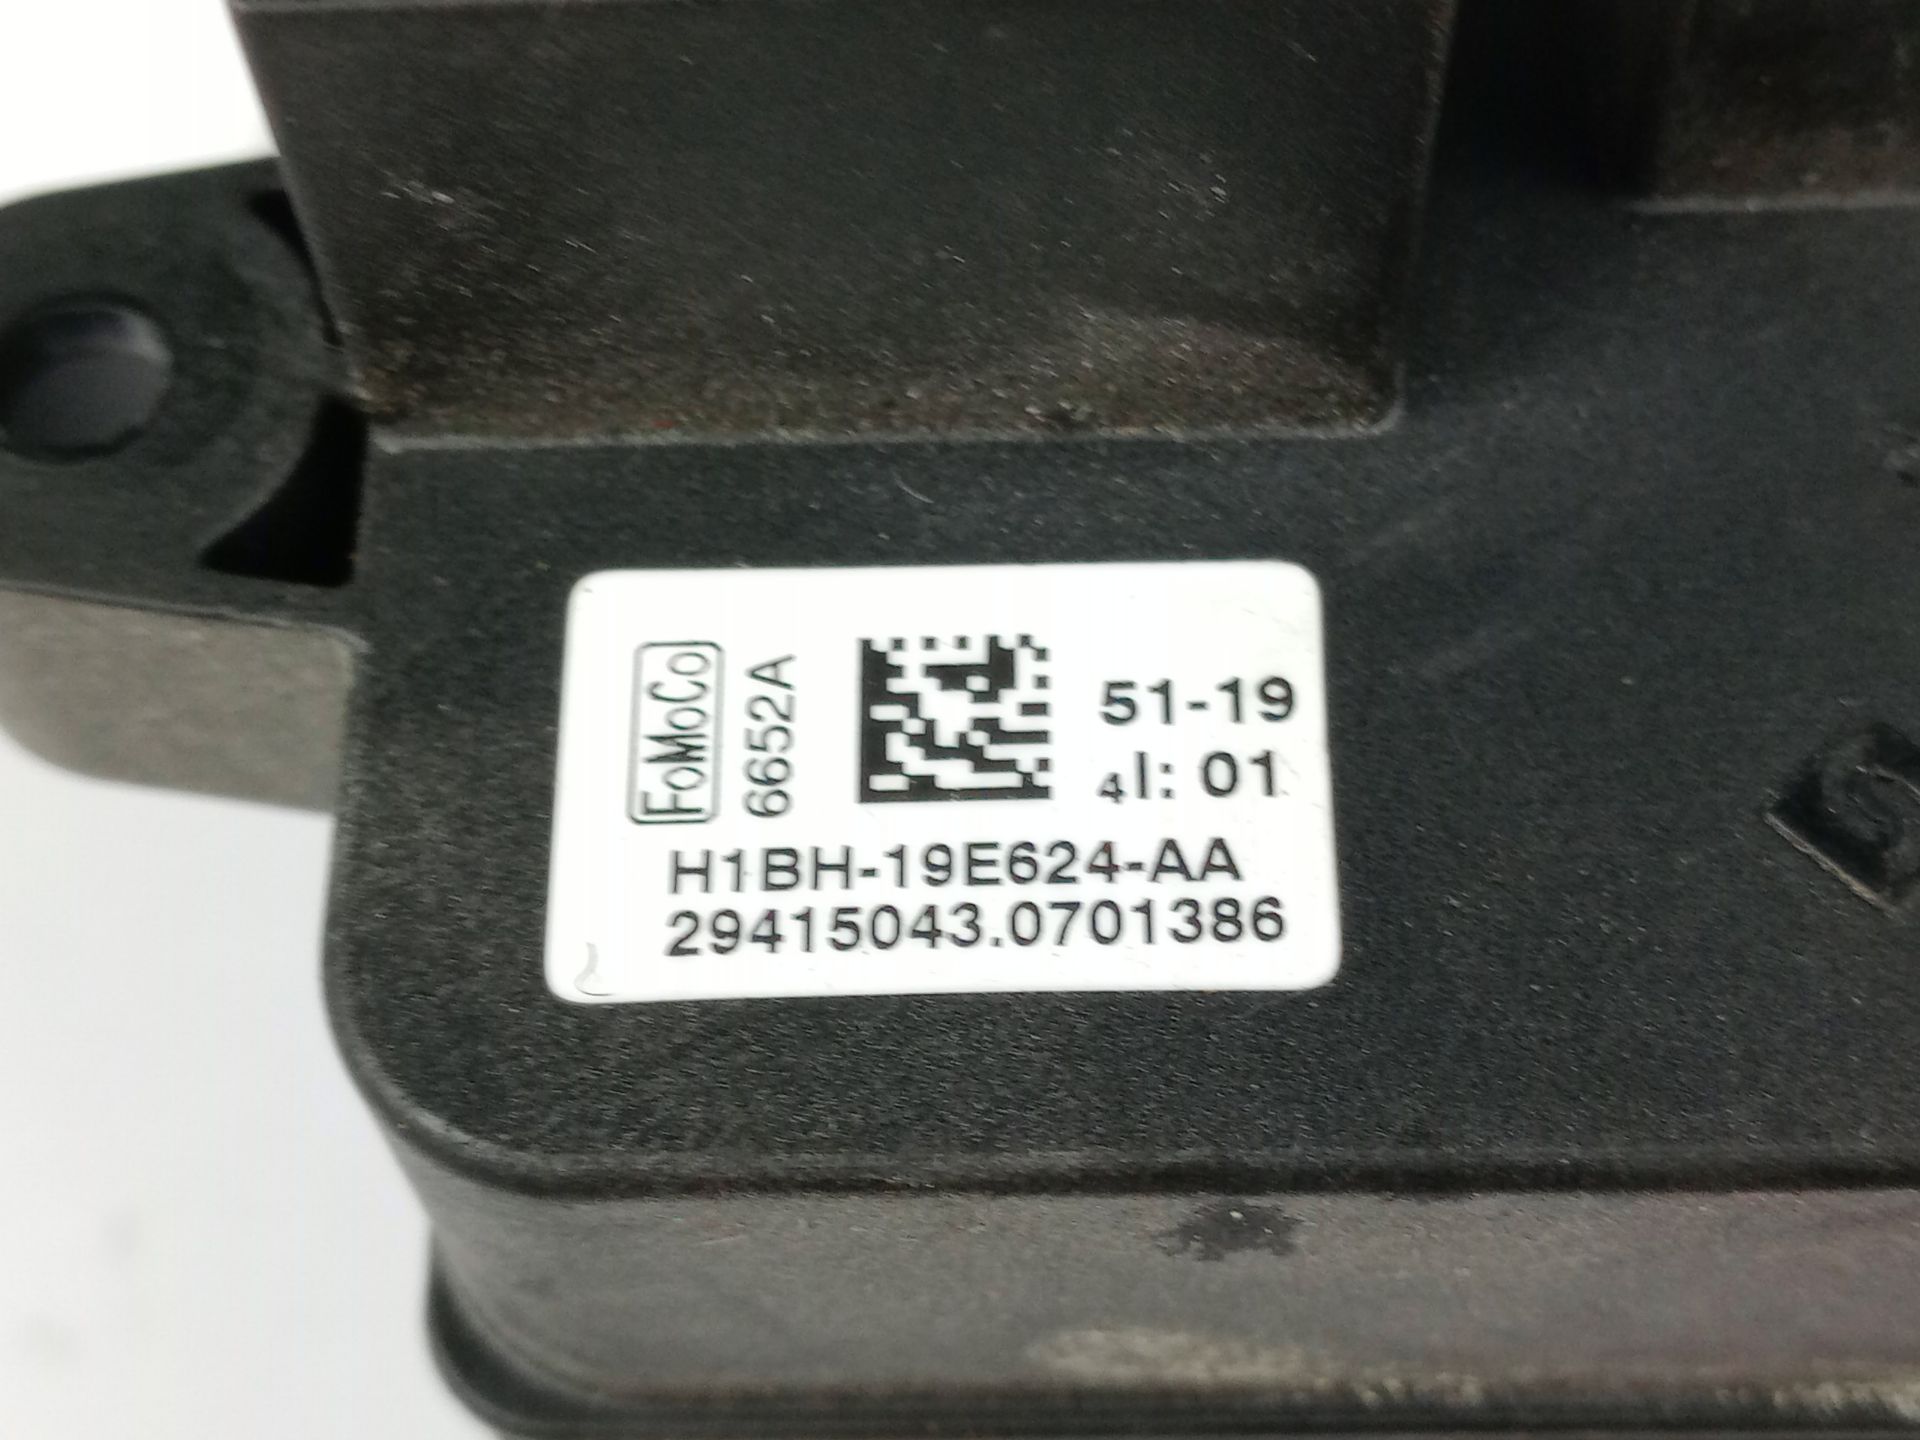 FoMoCo
6652A
51-19
4I: 01
H1BH-19E624-AA
29415043.0701386